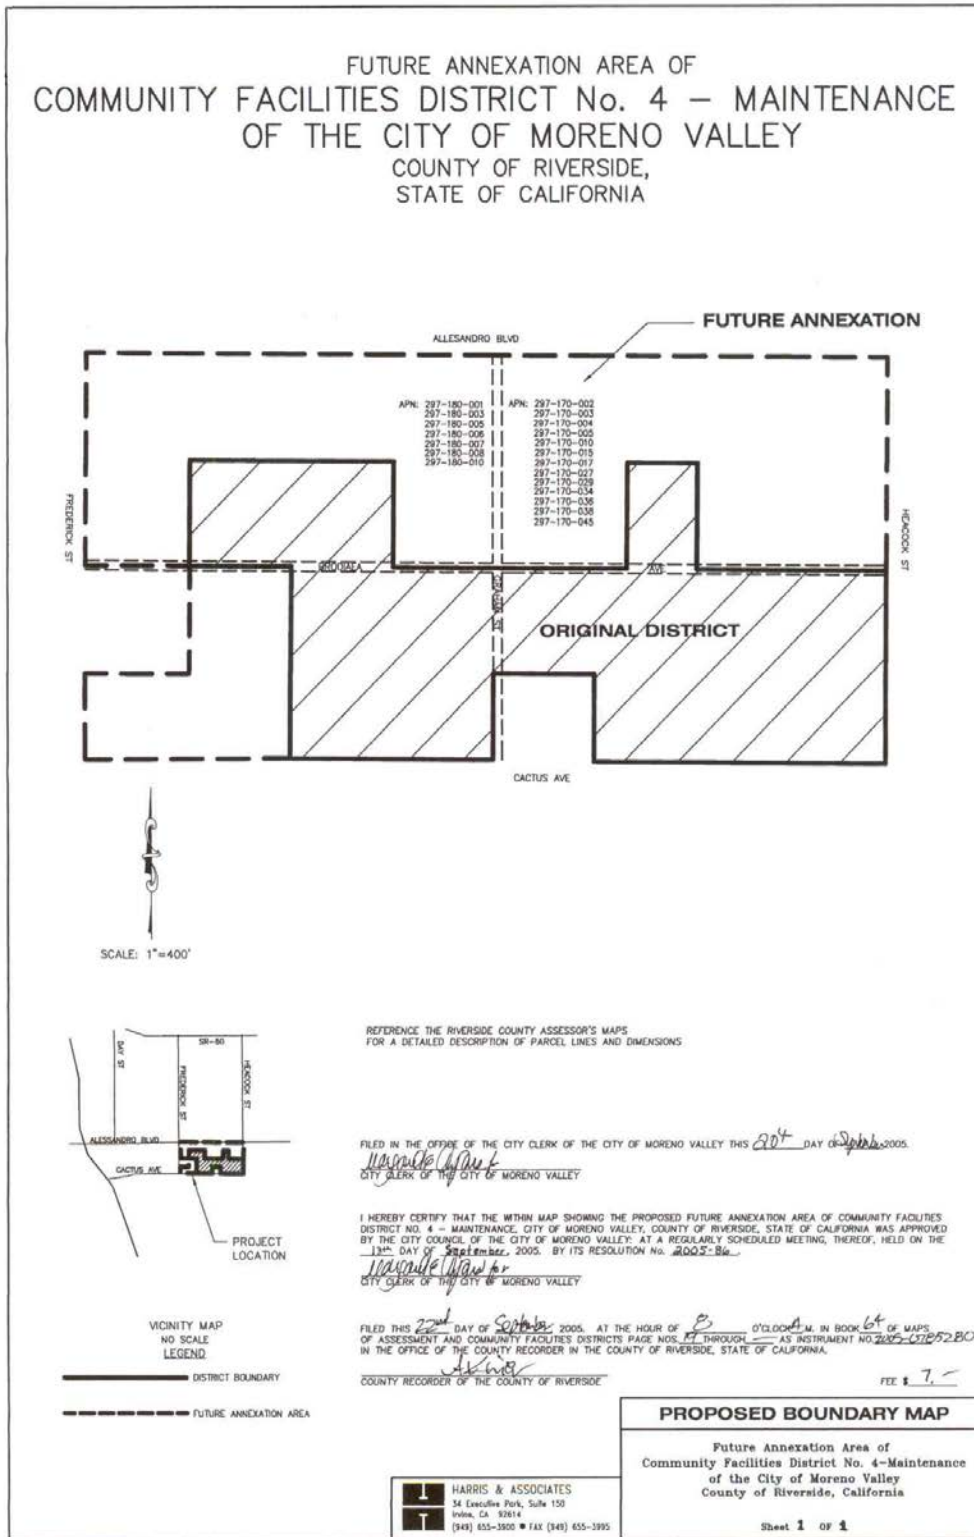 FUTURE ANNEXATION AREA OF
COMMUNITY FACILITIES DISTRICT No. 4 – MAINTENANCE
OF THE CITY OF MORENO VALLEY
COUNTY OF RIVERSIDE,
STATE OF CALIFORNIA
FUTURE ANNEXATION
ALLESANDRO BLVD
APN: 297-180-001
297-180-003
297-180-005
297-180-006
297-180-007
297-180-008
297-180-010
APN: 297-170-002
297-170-003
297-170-004
297-170-005
297-170-010
297-170-015
297-170-017
297-170-027
297-170-029
297-170-034
297-170-036
297-170-038
297-170-045
FREDERICK ST
HEACOCK ST
AVE
ST
ORIGINAL DISTRICT
CACTUS AVE
SCALE: 1"=400'
SR-60
DAY ST
FREDERICK ST
HEACOCK ST
ALESSANDRO BLVD
CACTUS AVE
PROJECT
LOCATION
VICINITY MAP
NO SCALE
LEGEND
DISTRICT BOUNDARY
FUTURE ANNEXATION AREA
REFERENCE THE RIVERSIDE COUNTY ASSESSOR'S MAPS
FOR A DETAILED DESCRIPTION OF PARCEL LINES AND DIMENSIONS
FILED IN THE OFFICE OF THE CITY CLERK OF THE CITY OF MORENO VALLEY THIS 20th DAY OF September 2005.
CITY CLERK OF THE CITY OF MORENO VALLEY
I HEREBY CERTIFY THAT THE WITHIN MAP SHOWING THE PROPOSED FUTURE ANNEXATION AREA OF COMMUNITY FACILITIES
DISTRICT NO. 4 – MAINTENANCE, CITY OF MORENO VALLEY, COUNTY OF RIVERSIDE, STATE OF CALIFORNIA WAS APPROVED
BY THE CITY COUNCIL OF THE CITY OF MORENO VALLEY: AT A REGULARLY SCHEDULED MEETING, THEREOF, HELD ON THE
13th DAY OF September, 2005. BY ITS RESOLUTION No. 2005-86.
CITY CLERK OF THE CITY OF MORENO VALLEY
FILED THIS 22nd DAY OF September, 2005. AT THE HOUR OF 8 O'CLOCK A.M. IN BOOK 64 OF MAPS
OF ASSESSMENT AND COMMUNITY FACILITIES DISTRICTS PAGE NOS. THROUGH — AS INSTRUMENT NO.
IN THE OFFICE OF THE COUNTY RECORDER IN THE COUNTY OF RIVERSIDE, STATE OF CALIFORNIA.
COUNTY RECORDER OF THE COUNTY OF RIVERSIDE
FEE $ 7.—
PROPOSED BOUNDARY MAP
Future Annexation Area of
Community Facilities District No. 4-Maintenance
of the City of Moreno Valley
County of Riverside, California
Sheet 1 OF 1
HARRIS & ASSOCIATES
34 Executive Park, Suite 150
Irvine, CA 92614
(949) 655-3900 • FAX (949) 655-3995